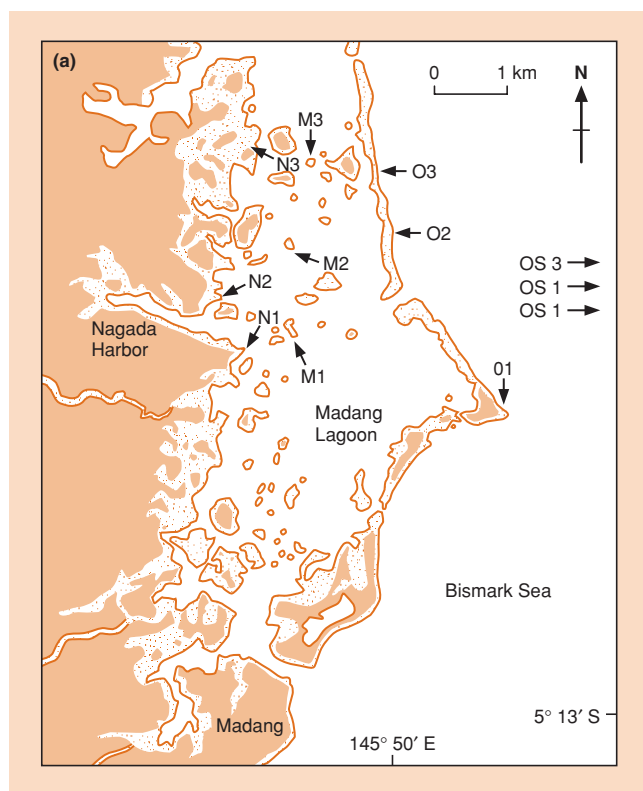 (a)
0 1 km
N
M3
N3
O3
O2
M2
OS 3
N2
OS 1
OS 1
N1
Nagada
Harbor
M1
01
Madang
Lagoon
Bismark Sea
5° 13′ S
Madang
145° 50′ E